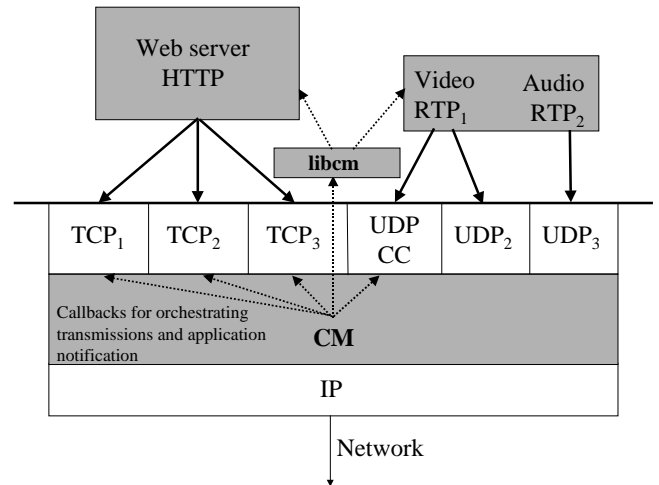 Web server
HTTP
Video
RTP1
Audio
RTP2
libcm
TCP1
TCP2
TCP3
UDP
CC
UDP2
UDP3
Callbacks for orchestrating
transmissions and application
notification
CM
IP
Network